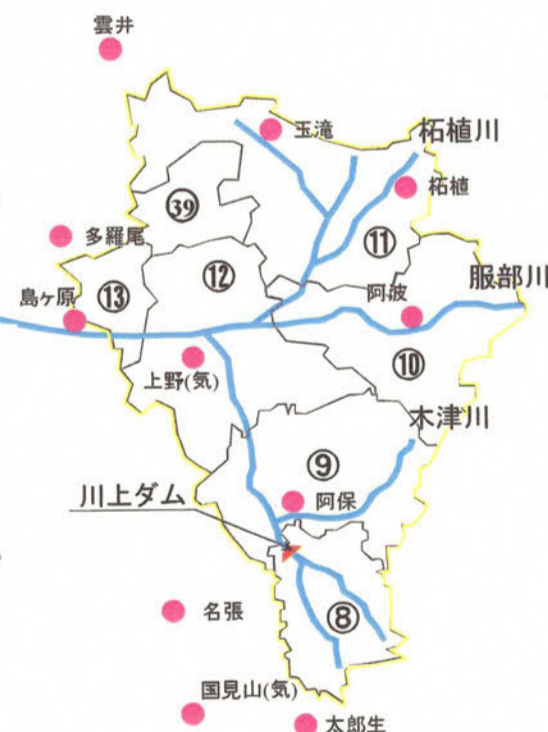 雲井
玉滝
柘植川
柘植
㊴
多羅尾
⑪
⑫
服部川
島ヶ原
⑬
阿波
上野(気)
⑩
木津川
⑨
川上ダム
阿保
名張
⑧
国見山(気)
太郎生